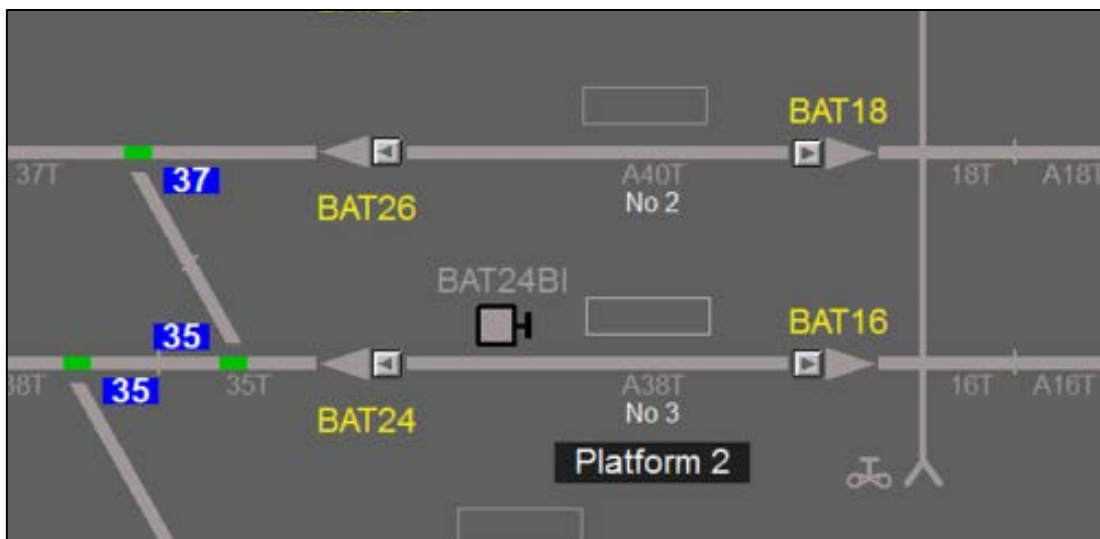 BAT18
37T
37
A40T
18T
A18T
No 2
BAT26
BAT24BI
35
BAT16
38T
35
35T
A38T
16T
A16T
BAT24
No 3
Platform 2